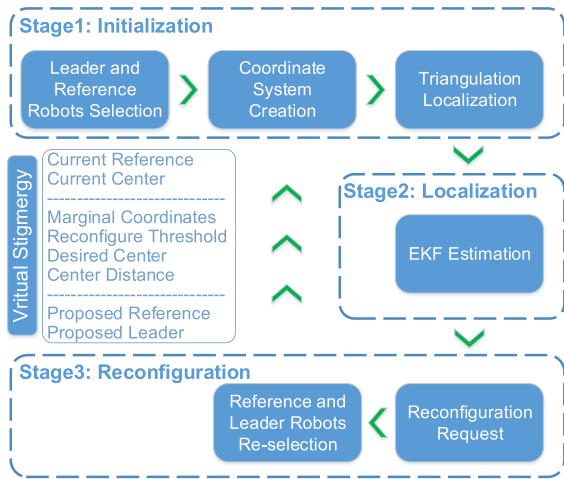 Stage1: Initialization
Leader and
Reference
Robots Selection
Coordinate
System
Creation
Triangulation
Localization
Vritual Stigmergy
Current Reference
Current Center
------------------------------
Marginal Coordinates
Reconfigure Threshold
Desired Center
Center Distance
------------------------------
Proposed Reference
Proposed Leader
Stage2: Localization
EKF Estimation
Stage3: Reconfiguration
Reference and
Leader Robots
Re-selection
Reconfiguration
Request